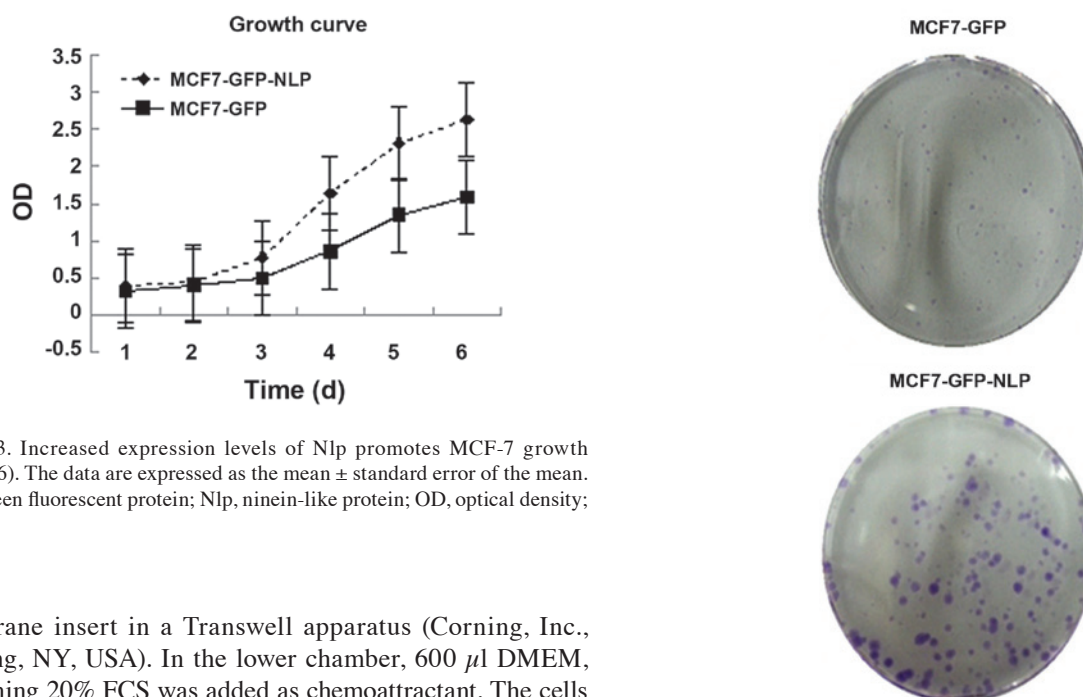 Growth curve
3.5
3
2.5
2
1.5
1
0.5
0
-0.5
OD
MCF7-GFP-NLP
MCF7-GFP
1 2 3 4 5 6
Time (d)
3. Increased expression levels of Nlp promotes MCF-7 growth
6). The data are expressed as the mean ± standard error of the mean.
een fluorescent protein; Nlp, ninein-like protein; OD, optical density;
rane insert in a Transwell apparatus (Corning, Inc.,
ng, NY, USA). In the lower chamber, 600 µl DMEM,
ning 20% FCS was added as chemoattractant. The cells
MCF7-GFP
MCF7-GFP-NLP